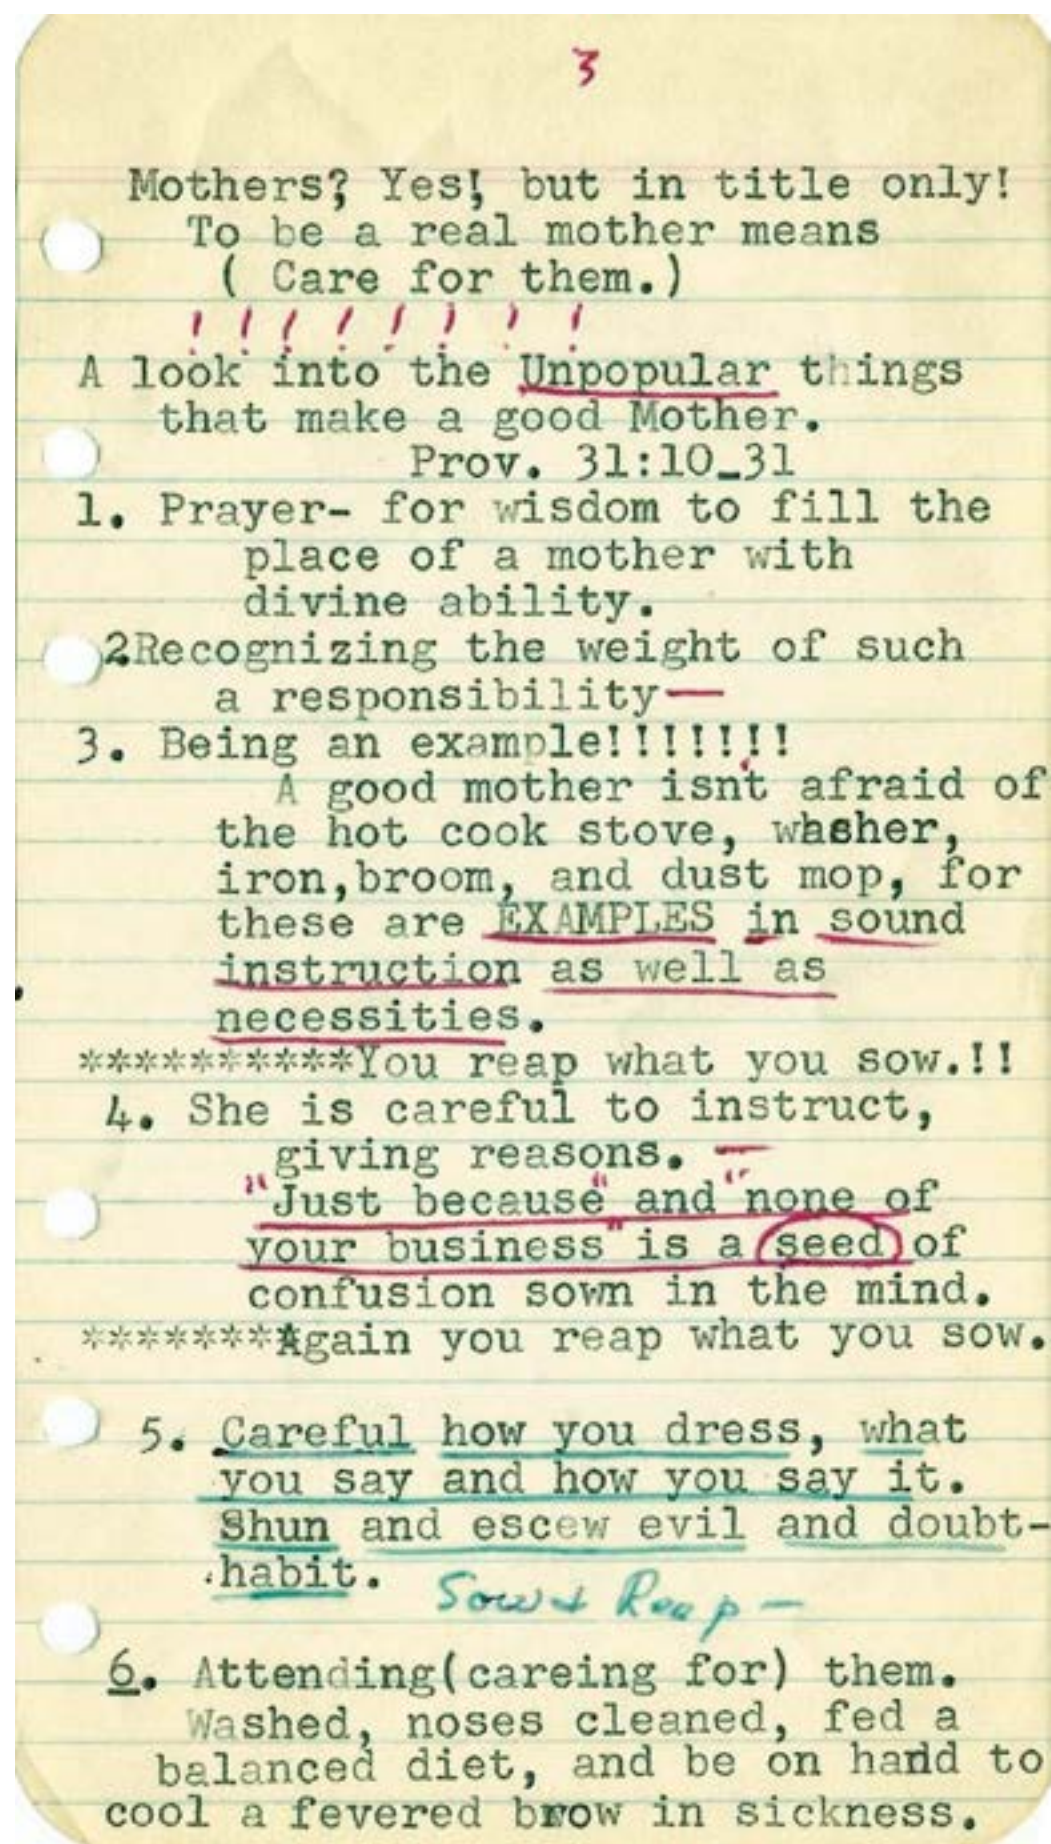 3
Mothers? Yes! but in title only!
To be a real mother means
( Care for them.)
! ! ! ! ! ! ! !
A look into the Unpopular things
that make a good Mother.
Prov. 31:10_31
1. Prayer- for wisdom to fill the
place of a mother with
divine ability.
2Recognizing the weight of such
a responsibility—
3. Being an example!!!!!!!
A good mother isn't afraid of
the hot cook stove, washer,
iron,broom, and dust mop, for
these are EXAMPLES in sound
instruction as well as
necessities.
**********You reap what you sow.!!
4. She is careful to instruct,
giving reasons. —
"Just because" and "none of
your business" is a seed of
confusion sown in the mind.
*******Again you reap what you sow.
5. Careful how you dress, what
you say and how you say it.
Shun and escew evil and doubt-
habit.
Sow & Reap —
6. Attending(careing for) them.
Washed, noses cleaned, fed a
balanced diet, and be on hand to
cool a fevered brow in sickness.